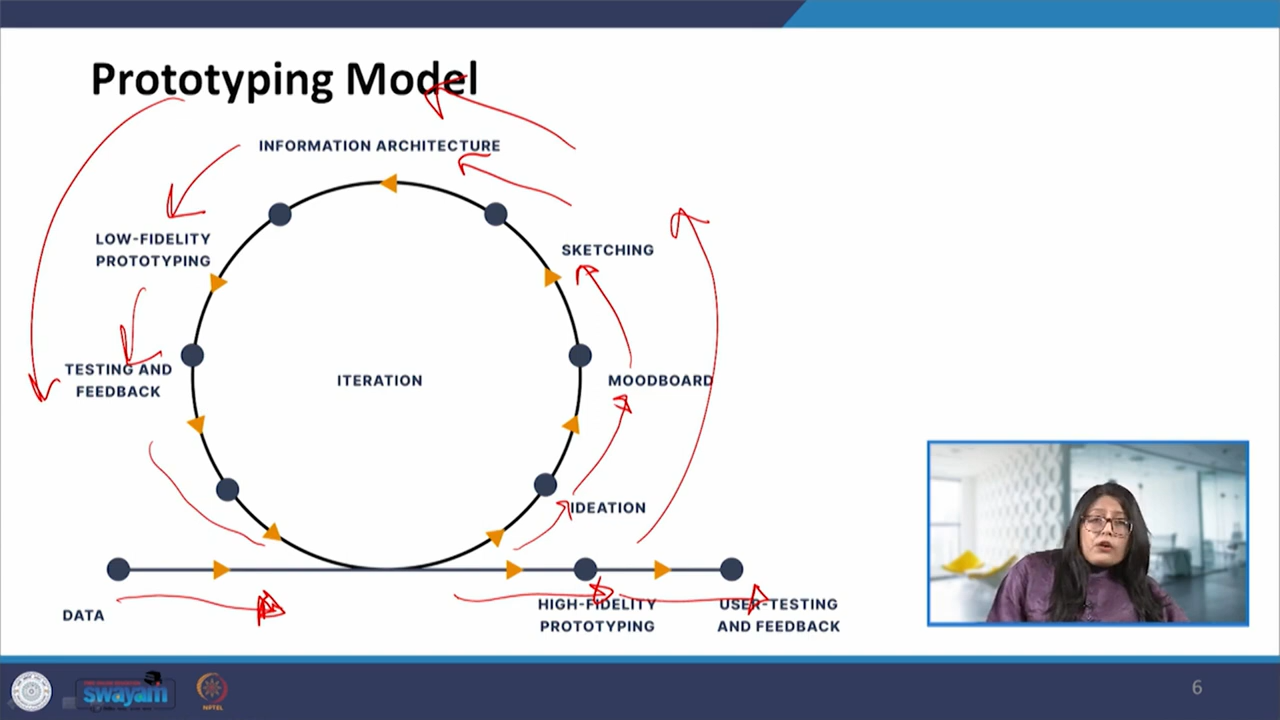 Prototyping Model
INFORMATION ARCHITECTURE
LOW-FIDELITY
PROTOTYPING
SKETCHING
TESTING AND
FEEDBACK
ITERATION
MOODBOARD
IDEATION
DATA
HIGH-FIDELITY
PROTOTYPING
USER-TESTING
AND FEEDBACK
swayam
NPTEL
6